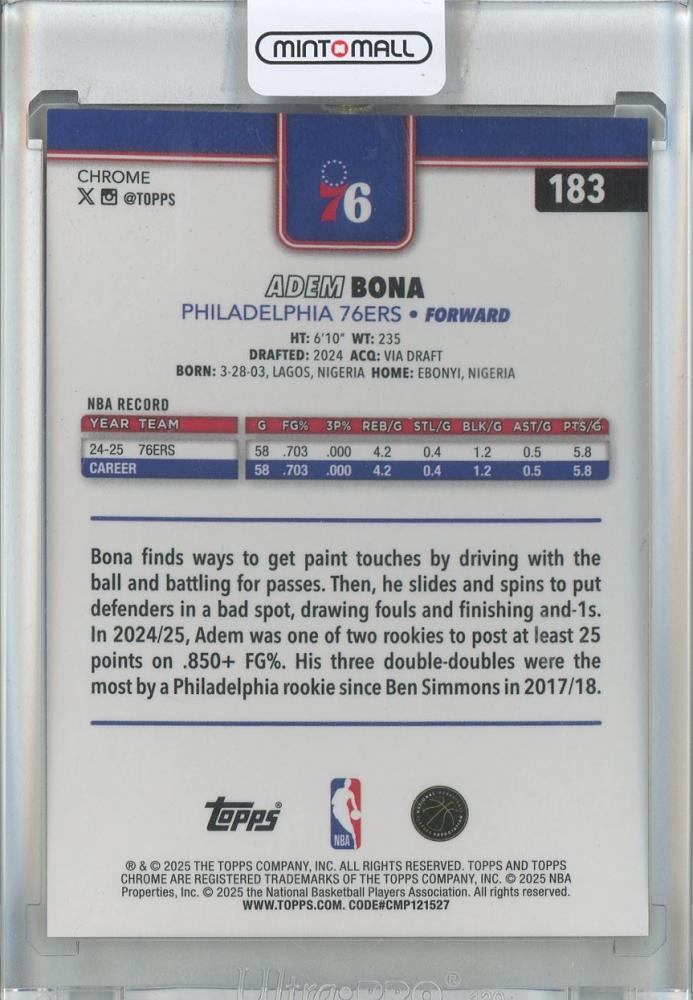 MINTMALL
CHROME
@TOPPS
76
183
ADEM BONA
PHILADELPHIA 76ERS • FORWARD
HT: 6'10" WT: 235
DRAFTED: 2024 ACQ: VIA DRAFT
BORN: 3-28-03, LAGOS, NIGERIA HOME: EBONYI, NIGERIA
NBA RECORD
YEAR TEAM G FG% 3P% REB/G STL/G BLK/G AST/G PTS/G
24-25 76ERS 58 .703 .000 4.2 0.4 1.2 0.5 5.8
CAREER 58 .703 .000 4.2 0.4 1.2 0.5 5.8
Bona finds ways to get paint touches by driving with the
ball and battling for passes. Then, he slides and spins to put
defenders in a bad spot, drawing fouls and finishing and-1s.
In 2024/25, Adem was one of two rookies to post at least 25
points on .850+ FG%. His three double-doubles were the
most by a Philadelphia rookie since Ben Simmons in 2017/18.
Topps®
NBA
® & © 2025 THE TOPPS COMPANY, INC. ALL RIGHTS RESERVED. TOPPS AND TOPPS
CHROME ARE REGISTERED TRADEMARKS OF THE TOPPS COMPANY, INC. © 2025 NBA
Properties, Inc. © 2025 the National Basketball Players Association. All rights reserved.
WWW.TOPPS.COM. CODE#CMP121527
Ultra PRO®